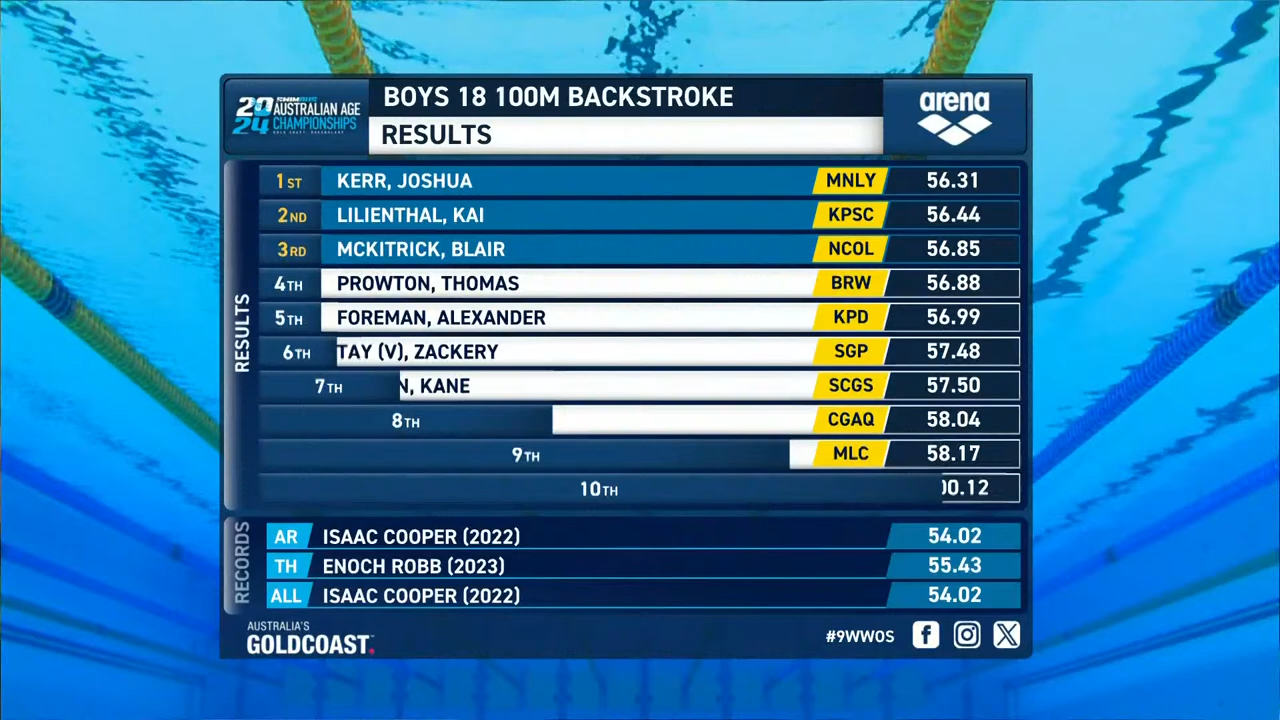 2024 AUSTRALIAN AGE CHAMPIONSHIPS
BOYS 18 100M BACKSTROKE
arena
RESULTS
RESULTS
1ST KERR, JOSHUA MNLY 56.31
2ND LILIENTHAL, KAI KPSC 56.44
3RD MCKITRICK, BLAIR NCOL 56.85
4TH PROWTON, THOMAS BRW 56.88
5TH FOREMAN, ALEXANDER KPD 56.99
6TH TAY (V), ZACKERY SGP 57.48
7TH N, KANE SCGS 57.50
8TH CGAQ 58.04
9TH MLC 58.17
10TH 00.12
RECORDS
AR ISAAC COOPER (2022) 54.02
TH ENOCH ROBB (2023) 55.43
ALL ISAAC COOPER (2022) 54.02
AUSTRALIA'S
GOLDCOAST.
#9WWOS